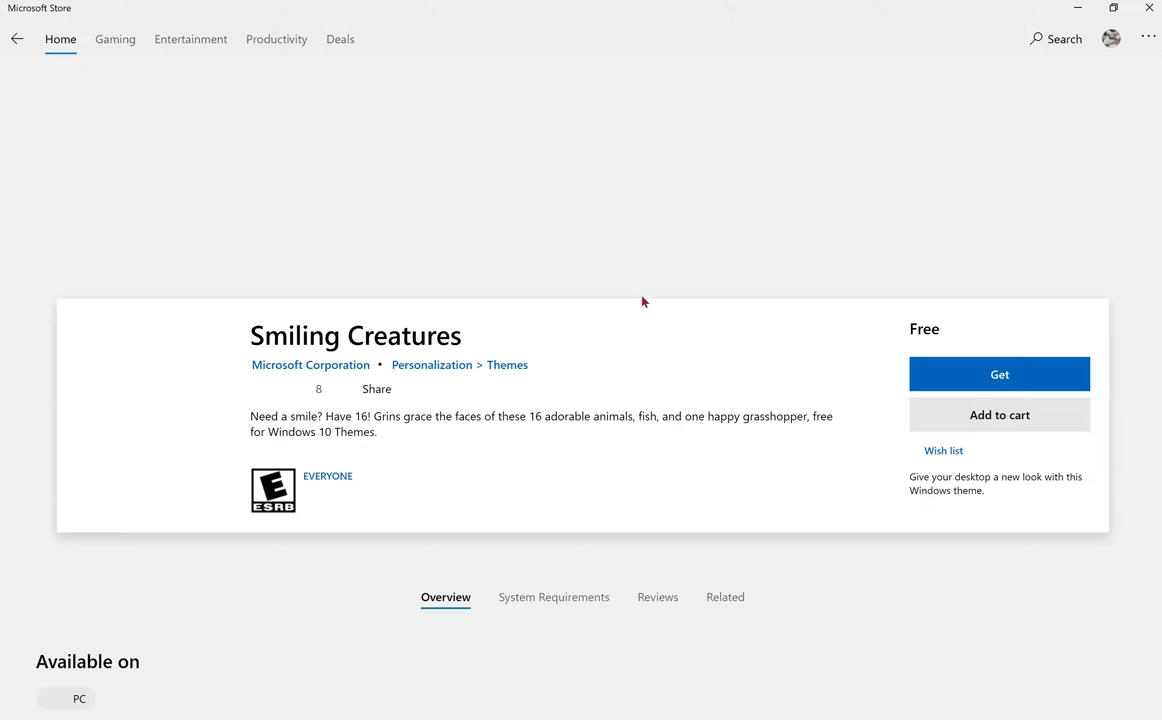 Microsoft Store
Home Gaming Entertainment Productivity Deals Search
Smiling Creatures
Free
Microsoft Corporation • Personalization > Themes
Get
8 Share
Add to cart
Need a smile? Have 16! Grins grace the faces of these 16 adorable animals, fish, and one happy grasshopper, free
for Windows 10 Themes.
Wish list
E
ESRB
EVERYONE
Give your desktop a new look with this
Windows theme.
Overview System Requirements Reviews Related
Available on
PC